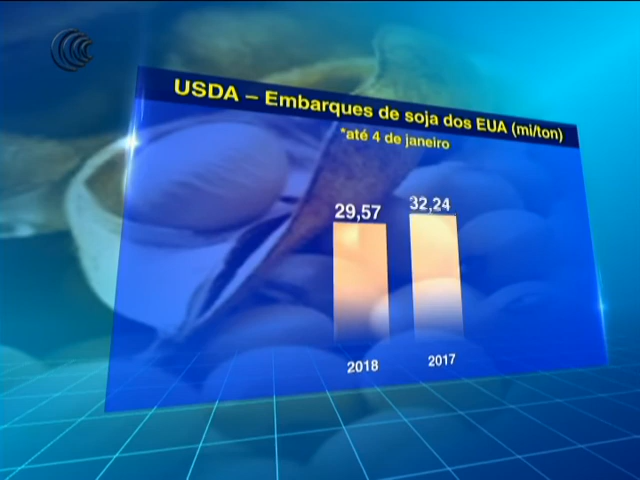 USDA – Embarques de soja dos EUA (mi/ton)
*até 4 de janeiro
29,57 32,24
2018 2017